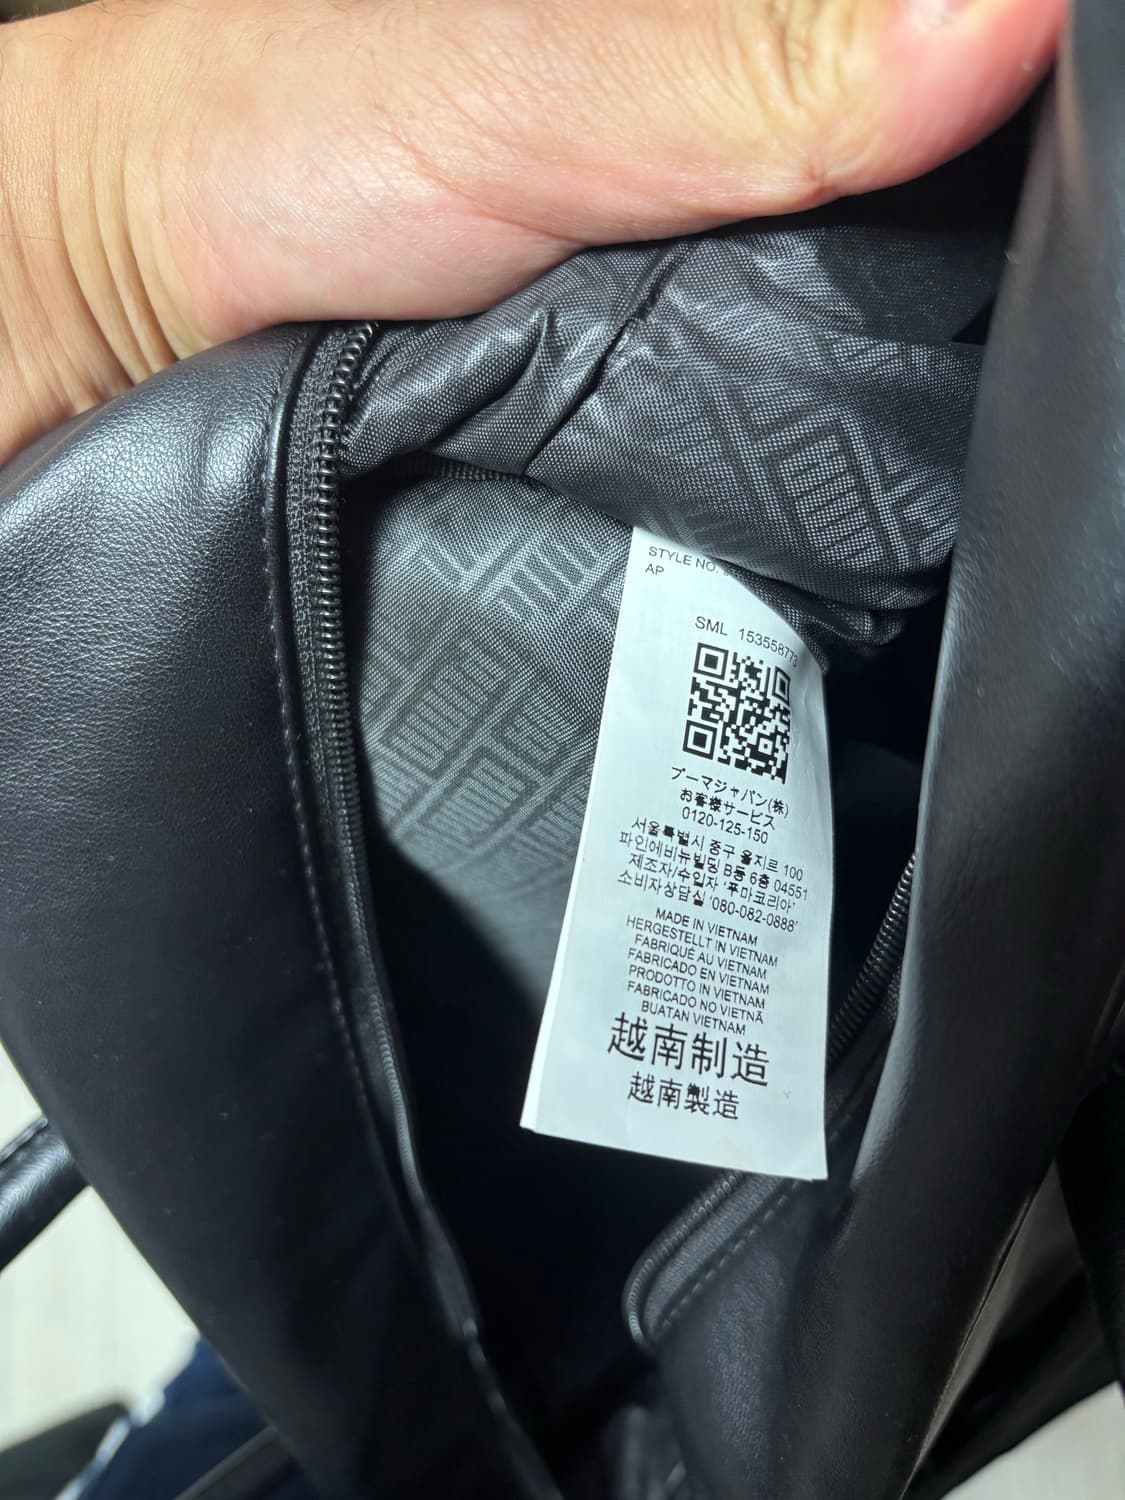 STYLE NO.
AP
SML 153558773
プーマジャパン(株)
お客様サービス
0120-125-150
서울특별시 중구 을지로 100
파인에비뉴빌딩 B동 6층 04551
제조자/수입자 '푸마코리아'
소비자상담실 '080-082-0888'
MADE IN VIETNAM
HERGESTELLT IN VIETNAM
FABRIQUÉ AU VIETNAM
FABRICADO EN VIETNAM
PRODOTTO IN VIETNAM
FABRICADO NO VIETNÃ
BUATAN VIETNAM
越南制造
越南製造